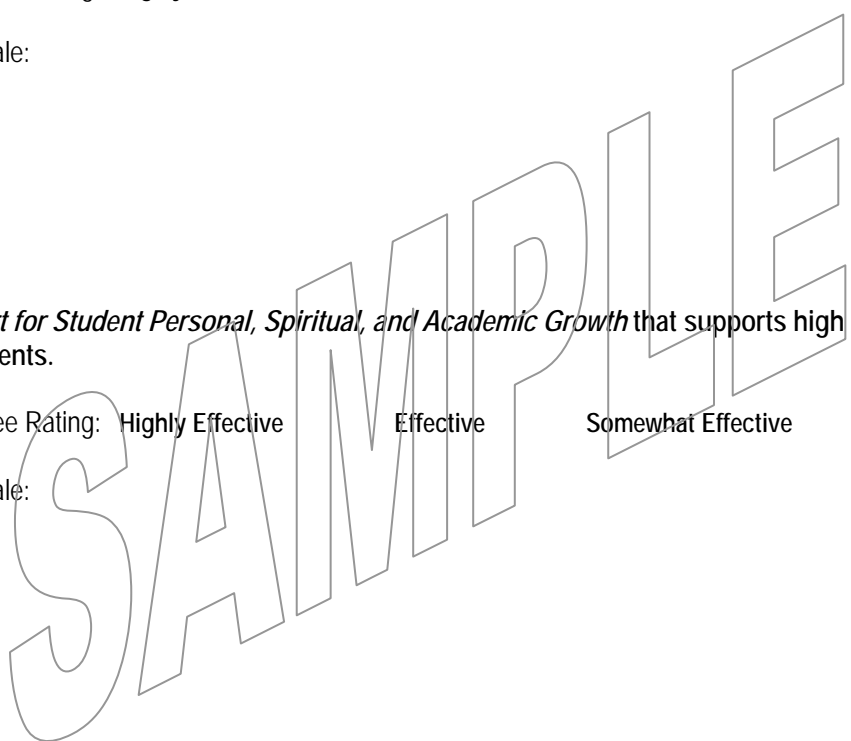 ale:
t for Student Personal, Spiritual, and Academic Growth that supports high
ents.
ee Rating: Highly Effective Effective Somewhat Effective
ale:
SAMPLE